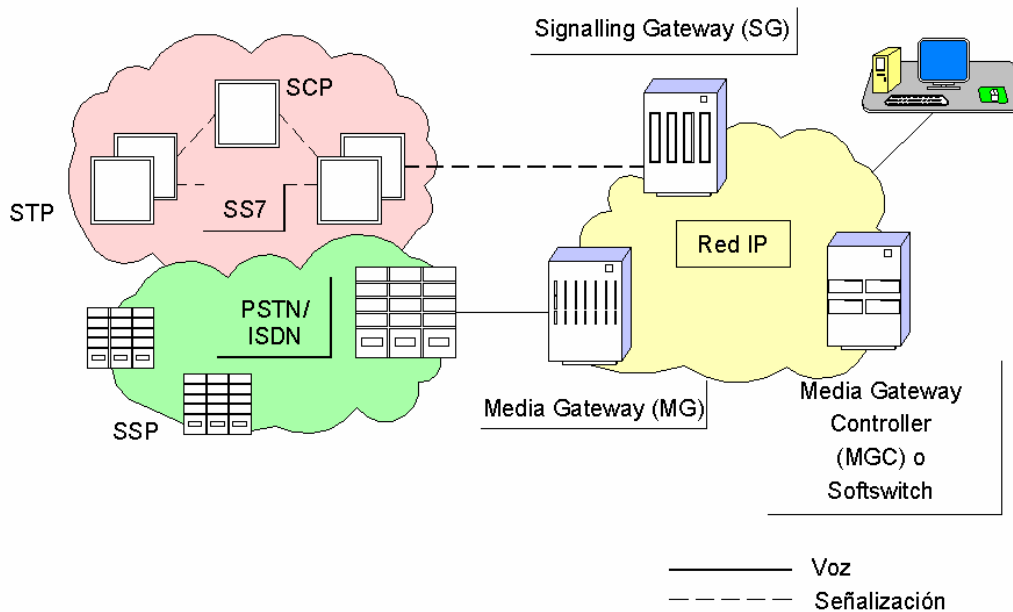 Signalling Gateway (SG)
SCP
STP
SS7
Red IP
PSTN/
ISDN
SSP
Media Gateway (MG)
Media Gateway
Controller
(MGC) o
Softswitch
Voz
Señalización